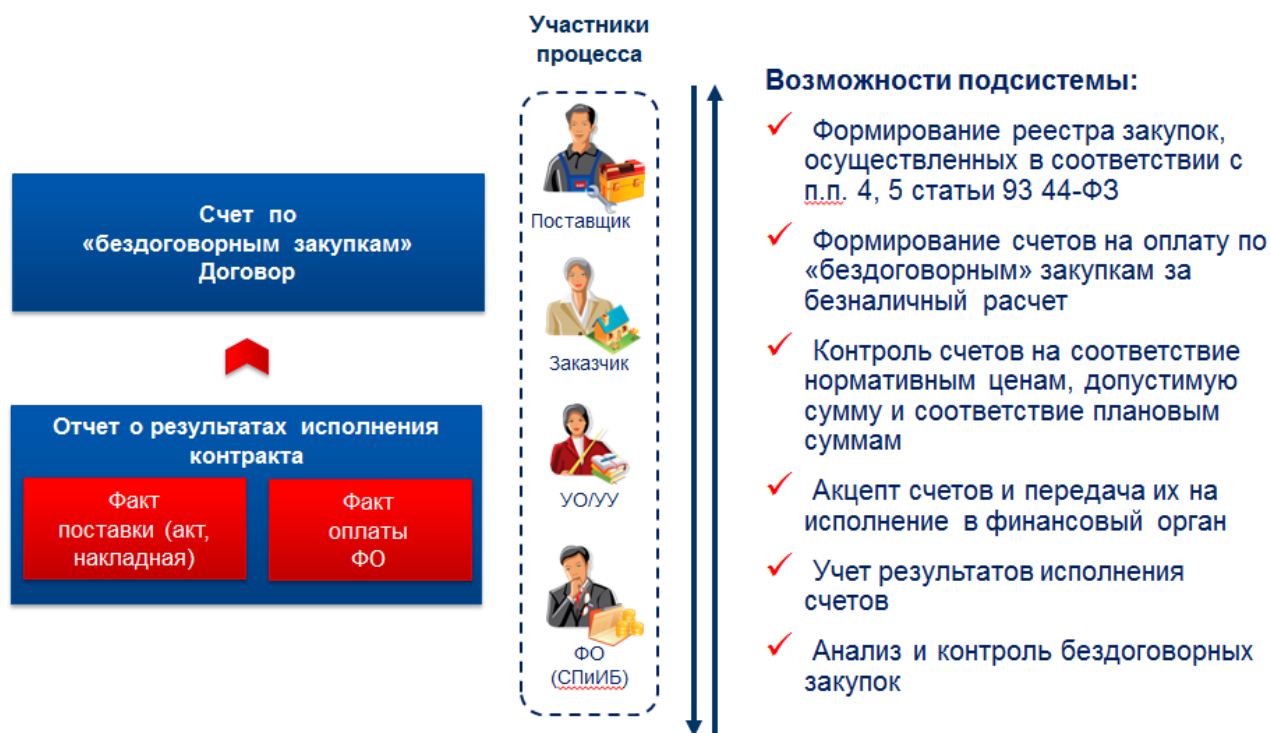 Участники
процесса
Счет по
«бездоговорным закупкам»
Договор
Отчет о результатах исполнения
контракта
Факт
поставки (акт,
накладная)
Факт
оплаты
ФО
Поставщик
Заказчик
УО/УУ
ФО
(СПиИБ)
Возможности подсистемы:
Формирование реестра закупок,
осуществленных в соответствии с
п.п. 4, 5 статьи 93 44-ФЗ
Формирование счетов на оплату по
«бездоговорным» закупкам за
безналичный расчет
Контроль счетов на соответствие
нормативным ценам, допустимую
сумму и соответствие плановым
суммам
Акцепт счетов и передача их на
исполнение в финансовый орган
Учет результатов исполнения
счетов
Анализ и контроль бездоговорных
закупок